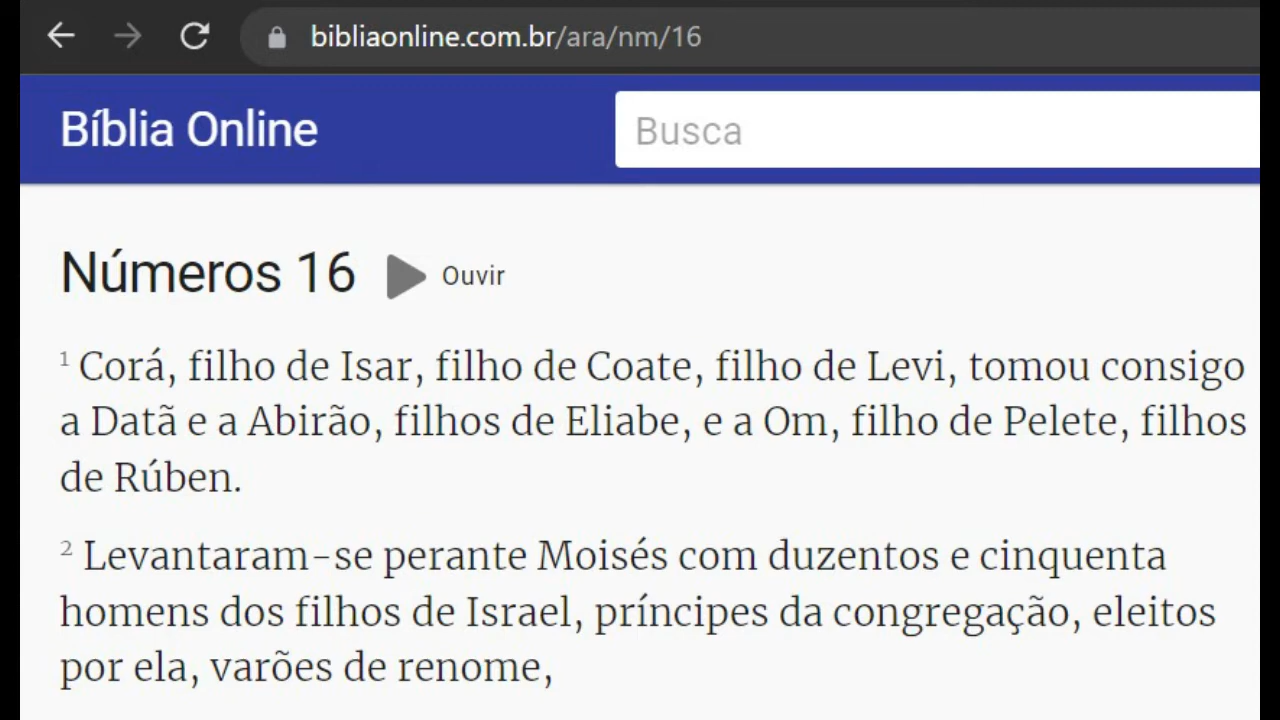 bibliaonline.com.br/ara/nm/16
Bíblia Online
Busca
Números 16
Ouvir
1 Corá, filho de Isar, filho de Coate, filho de Levi, tomou consigo
a Datã e a Abirão, filhos de Eliabe, e a Om, filho de Pelete, filhos
de Rúben.
2 Levantaram-se perante Moisés com duzentos e cinquenta
homens dos filhos de Israel, príncipes da congregação, eleitos
por ela, varões de renome,